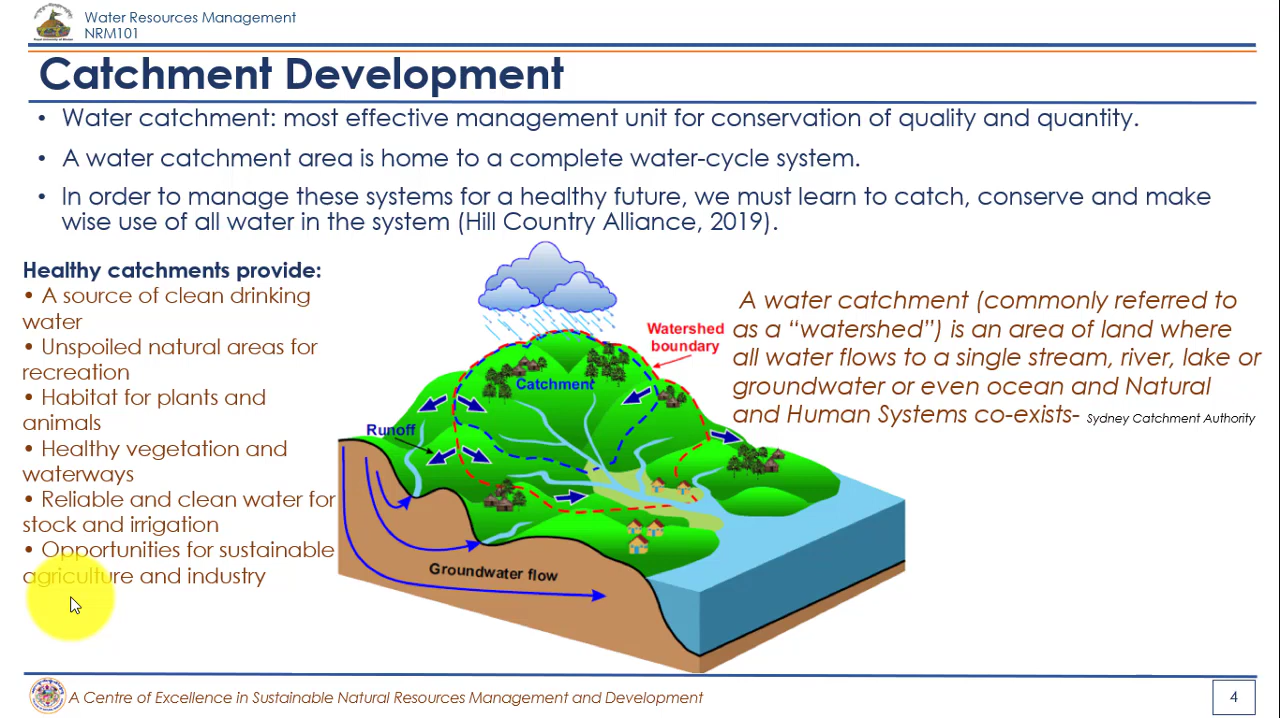 Water Resources Management
NRM101
Catchment Development
• Water catchment: most effective management unit for conservation of quality and quantity.
• A water catchment area is home to a complete water-cycle system.
• In order to manage these systems for a healthy future, we must learn to catch, conserve and make
wise use of all water in the system (Hill Country Alliance, 2019).
Healthy catchments provide:
• A source of clean drinking
water
• Unspoiled natural areas for
recreation
• Habitat for plants and
animals
• Healthy vegetation and
waterways
• Reliable and clean water for
stock and irrigation
• Opportunities for sustainable
agriculture and industry
Watershed
boundary
Catchment
Runoff
Groundwater flow
A water catchment (commonly referred to
as a “watershed”) is an area of land where
all water flows to a single stream, river, lake or
groundwater or even ocean and Natural
and Human Systems co-exists- Sydney Catchment Authority
A Centre of Excellence in Sustainable Natural Resources Management and Development
4